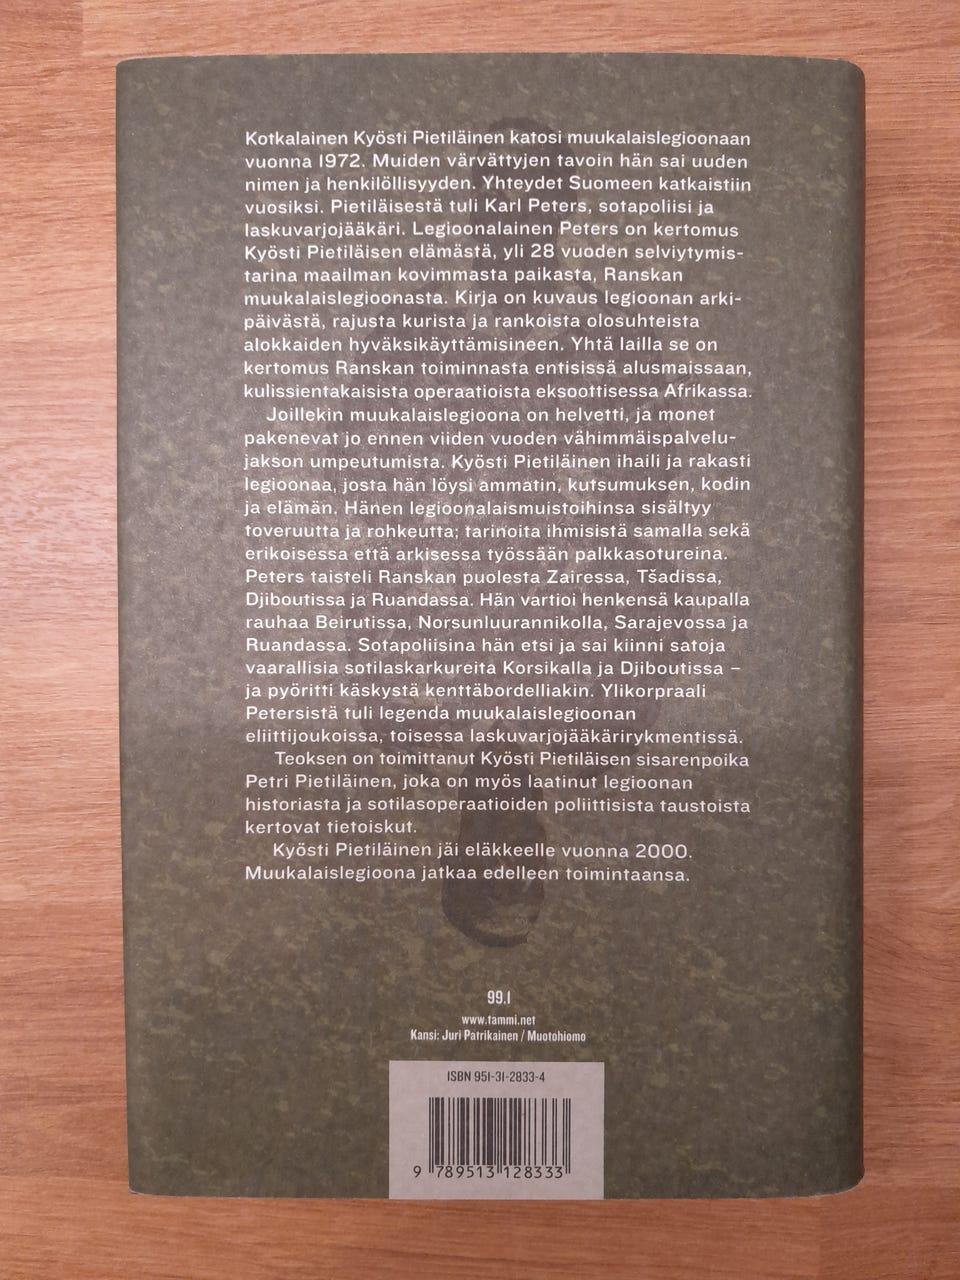 Kotkalainen Kyösti Pietiläinen katosi muukalaislegioonaan
vuonna 1972. Muiden värvättyjen tavoin hän sai uuden
nimen ja henkilöllisyyden. Yhteydet Suomeen katkaistiin
vuosiksi. Pietiläisestä tuli Karl Peters, sotapoliisi ja
laskuvarjojääkäri. Legioonalainen Peters on kertomus
Kyösti Pietiläisen elämästä, yli 28 vuoden selviytymis-
tarina maailman kovimmasta paikasta, Ranskan
muukalaislegioonasta. Kirja on kuvaus legioonan arki-
päivästä, rajusta kurista ja rankoista olosuhteista
alokkaiden hyväksikäyttämisineen. Yhtä lailla se on
kertomus Ranskan toiminnasta entisissä alusmaissaan,
kulissientakaisista operaatioista eksoottisessa Afrikassa.
Joillekin muukalaislegioona on helvetti, ja monet
pakenevat jo ennen viiden vuoden vähimmäispalvelu-
jakson umpeutumista. Kyösti Pietiläinen ihaili ja rakasti
legioonaa, josta hän löysi ammatin, kutsumuksen, kodin
ja elämän. Hänen legioonalaismuistoihinsa sisältyy
toveruutta ja rohkeutta; tarinoita ihmisistä samalla sekä
erikoisessa että arkisessa työssään palkkasotureina.
Peters taisteli Ranskan puolesta Zairessa, Tšadissa,
Djiboutissa ja Ruandassa. Hän vartioi henkensä kaupalla
rauhaa Beirutissa, Norsunluurannikolla, Sarajevossa ja
Ruandassa. Sotapoliisina hän etsi ja sai kiinni satoja
vaarallisia sotilaskarkureita Korsikalla ja Djiboutissa –
ja pyöritti käskystä kenttäbordelliakin. Ylikorpraali
Petersistä tuli legenda muukalaislegioonan
eliittijoukoissa, toisessa laskuvarjojääkärirykmentissä.
Teoksen on toimittanut Kyösti Pietiläisen sisarenpoika
Petri Pietiläinen, joka on myös laatinut legioonan
historiasta ja sotilasoperaatioiden poliittisista taustoista
kertovat tietoiskut.
Kyösti Pietiläinen jäi eläkkeelle vuonna 2000.
Muukalaislegioona jatkaa edelleen toimintaansa.
99.1
www.tammi.net
Kansi: Juri Patrikainen / Muotohiomo
ISBN 951-31-2833-4
9 789513 128333